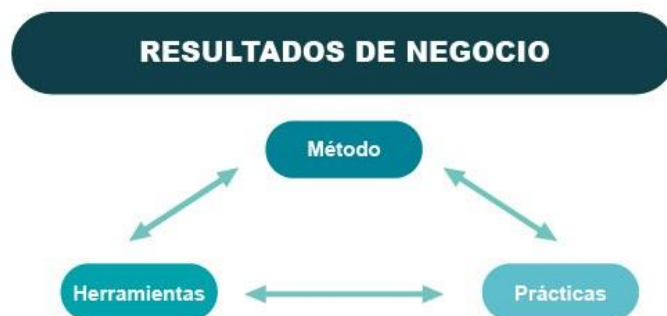 RESULTADOS DE NEGOCIO
Método
Herramientas
Prácticas